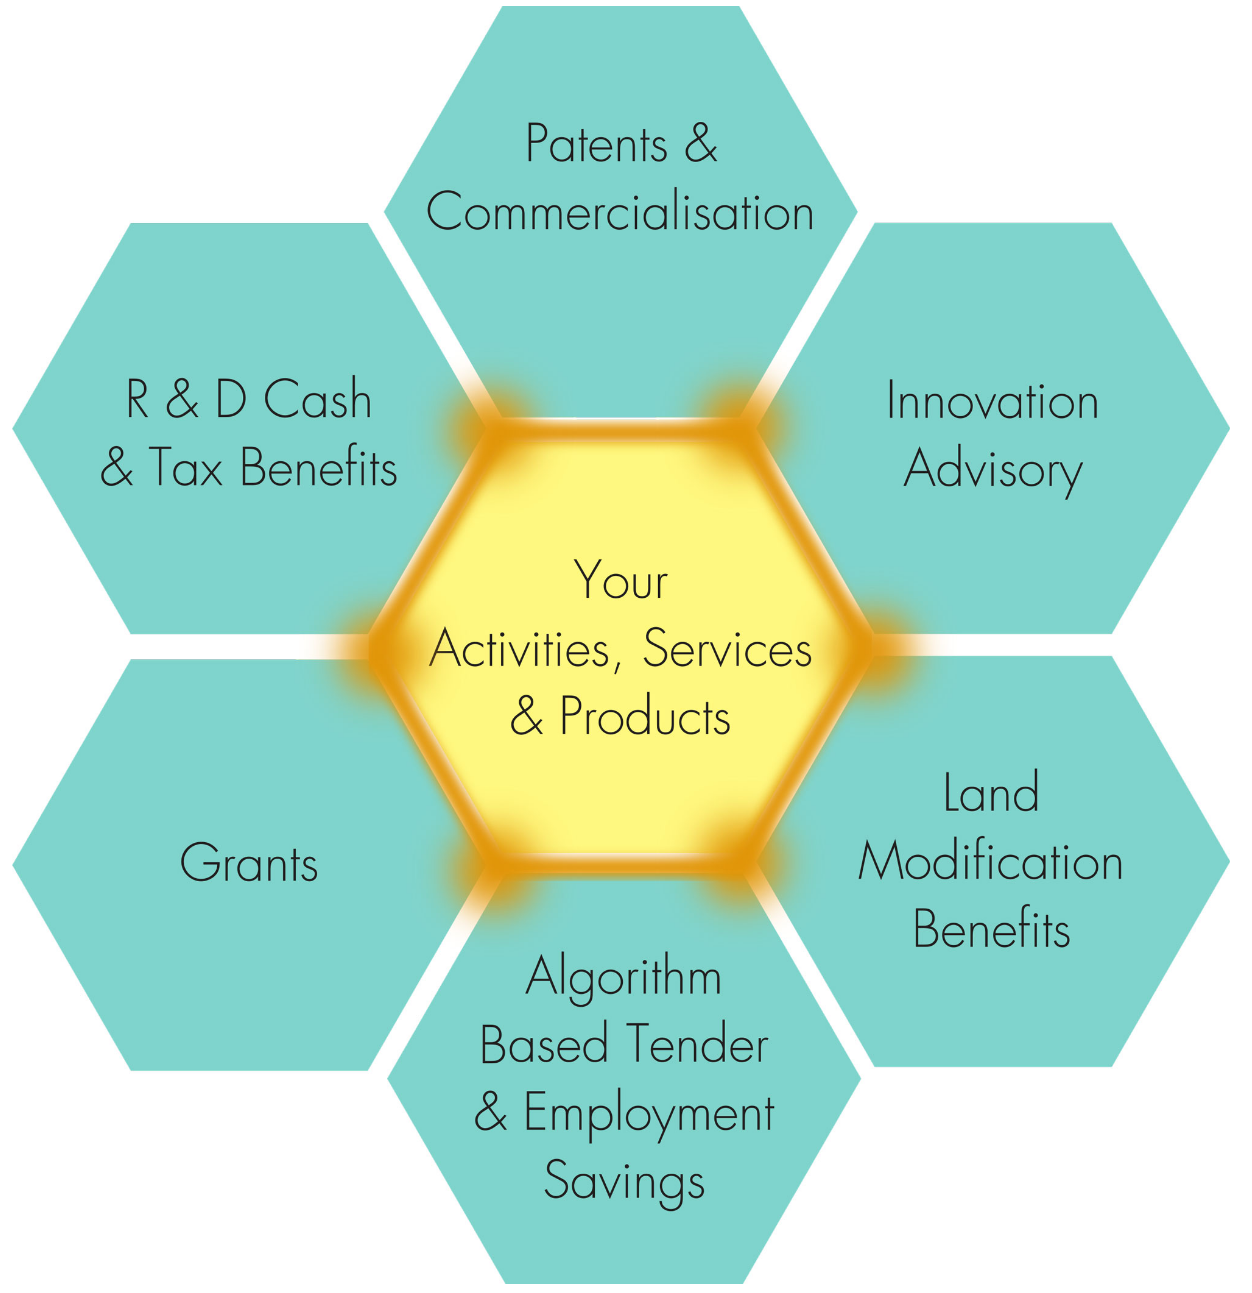 Patents &
Commercialisation
R & D Cash
& Tax Benefits
Innovation
Advisory
Your
Activities, Services
& Products
Grants
Land
Modification
Benefits
Algorithm
Based Tender
& Employment
Savings